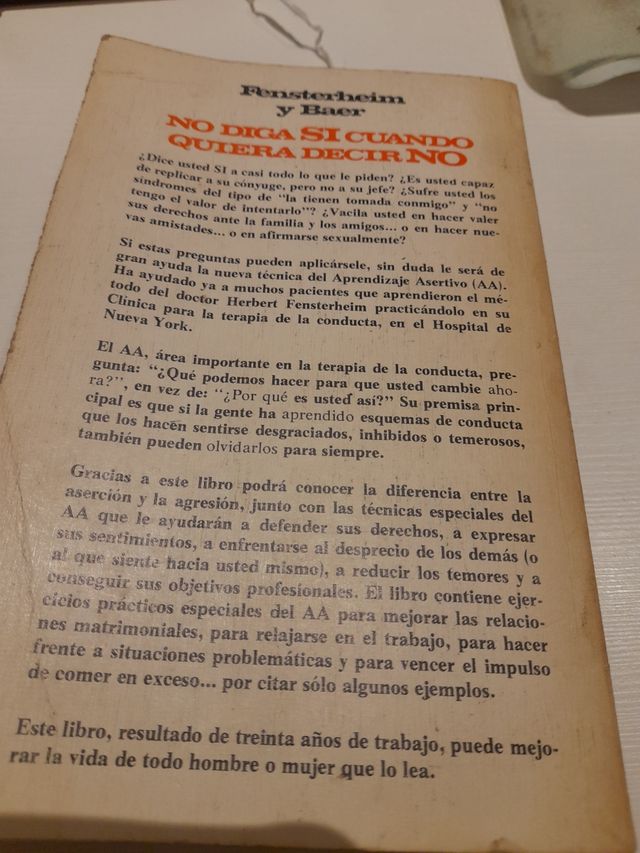 Fensterheim
y Baer
NO DIGA SI CUANDO
QUIERA DECIR NO
¿Dice usted SI a casi todo lo que le piden? ¿Es usted capaz
de replicar a su cónyuge, pero no a su jefe? ¿Sufre usted los
síndromes del tipo de "la tienen tomada conmigo" y "no
tengo el valor de intentarlo"? ¿Vacila usted en hacer valer
sus derechos ante la familia y los amigos... o en hacer nue-
vas amistades... o en afirmarse sexualmente?
Si estas preguntas pueden aplicársele, sin duda le será de
gran ayuda la nueva técnica del Aprendizaje Asertivo (AA).
Ha ayudado ya a muchos pacientes que aprendieron el mé-
todo del doctor Herbert Fensterheim practicándolo en su
Clínica para la terapia de la conducta, en el Hospital de
Nueva York.
El AA, área importante en la terapia de la conducta, pre-
gunta: "¿Qué podemos hacer para que usted cambie aho-
ra?", en vez de: "¿Por qué es usted así?" Su premisa prin-
cipal es que si la gente ha aprendido esquemas de conducta
que los hacen sentirse desgraciados, inhibidos o temerosos,
también pueden olvidarlos para siempre.
Gracias a este libro podrá conocer la diferencia entre la
aserción y la agresión, junto con las técnicas especiales del
AA que le ayudarán a defender sus derechos, a expresar
sus sentimientos, a enfrentarse al desprecio de los demás (o
al que siente hacia usted mismo), a reducir los temores y a
conseguir sus objetivos profesionales. El libro contiene ejer-
cicios prácticos especiales del AA para mejorar las relacio-
nes matrimoniales, para relajarse en el trabajo, para hacer
frente a situaciones problemáticas y para vencer el impulso
de comer en exceso... por citar sólo algunos ejemplos.
Este libro, resultado de treinta años de trabajo, puede mejo-
rar la vida de todo hombre o mujer que lo lea.